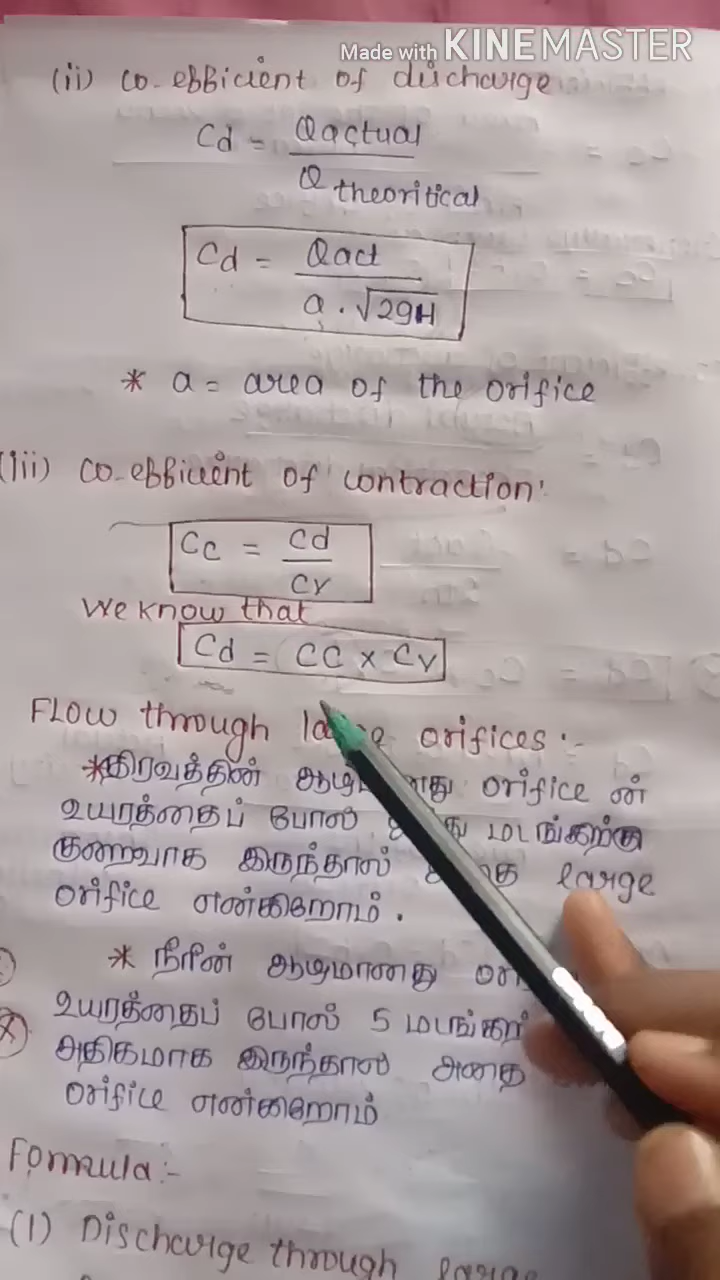 Made with KINEMASTER
(ii) co-efficient of discharge
Cd = Qactual / Q theoritical
Cd = Qact / a . √2gH
* a = area of the orifice
(iii) co-efficient of contraction:
Cc = Cd / Cv
We know that
Cd = CC x Cv
FLOW through orifices :-
*திரவத்தின் orifice ன்
உயரத்தைப் போல் மடங்கிற்கு
குறைவாக இருந்தால் large
orifice என்கிறோம் .
* நீரின் ஆழமானது
உயரத்தைப் போல் 5
அதிகமாக இருந்தால் அதை
orifice என்கிறோம்
Formula:-
(1) Discharge through large